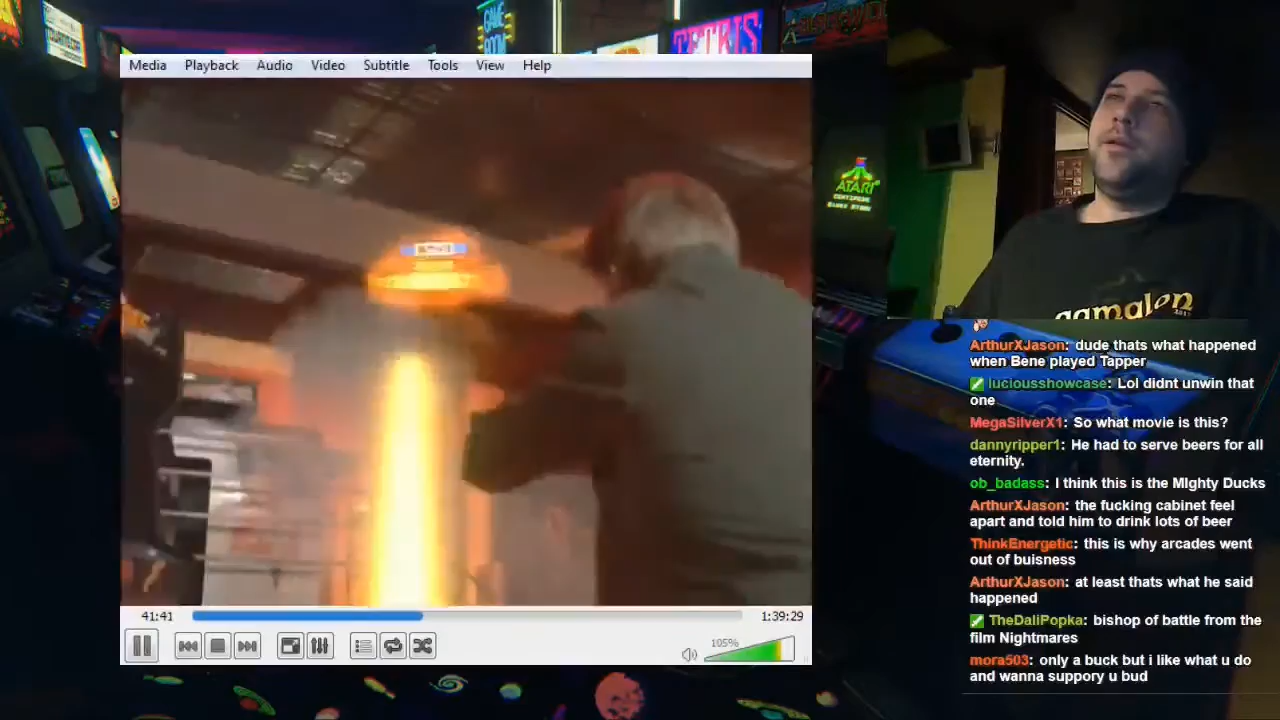 GAME
ROOM
TETRIS
Media Playback Audio Video Subtitle Tools View Help
ATARI
gamalon
ArthurXJason: dude thats what happened
when Bene played Tapper
luciousshowcase: Lol didnt unwin that
one
MegaSilverX1: So what movie is this?
dannyripper1: He had to serve beers for all
eternity.
ob_badass: I think this is the MIghty Ducks
ArthurXJason: the fucking cabinet feel
apart and told him to drink lots of beer
ThinkEnergetic: this is why arcades went
out of buisness
ArthurXJason: at least thats what he said
happened
TheDaliPopka: bishop of battle from the
film Nightmares
mora503: only a buck but i like what u do
and wanna suppory u bud
41:41
1:39:29
105%